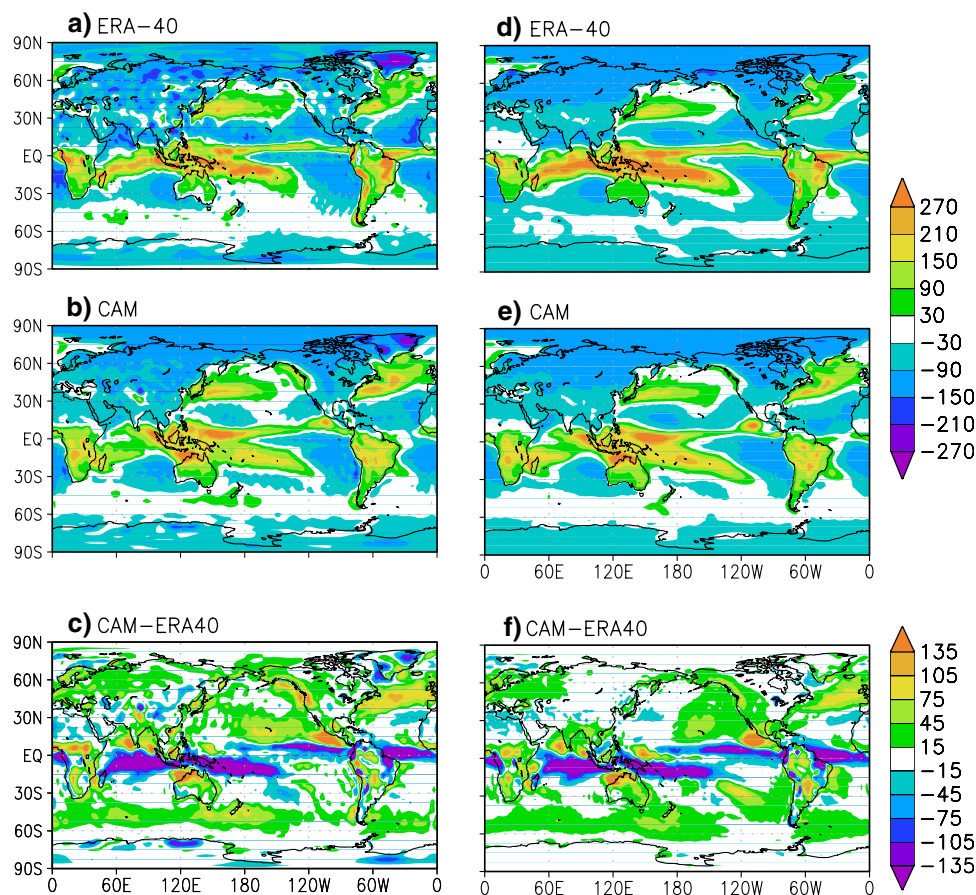 a) ERA−40
90N
60N
30N
EQ
30S
60S
90S
d) ERA−40
b) CAM
90N
60N
30N
EQ
30S
60S
90S
e) CAM
0 60E 120E 180 120W 60W 0
270
210
150
90
30
−30
−90
−150
−210
−270
c) CAM−ERA40
90N
60N
30N
EQ
30S
60S
90S
0 60E 120E 180 120W 60W 0
f) CAM−ERA40
0 60E 120E 180 120W 60W 0
135
105
75
45
15
−15
−45
−75
−105
−135